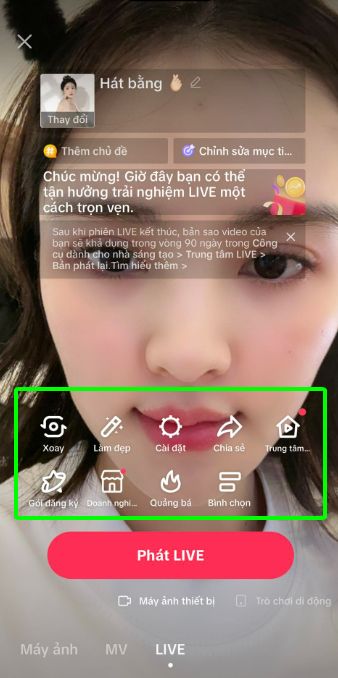 Hát bằng 🫰🏻
Thay đổi
Thêm chủ đề
Chỉnh sửa mục ti...
Chúc mừng! Giờ đây bạn có thể
tận hưởng trải nghiệm LIVE một
cách trọn vẹn.
Sau khi phiên LIVE kết thúc, bản sao video của
bạn sẽ khả dụng trong vòng 90 ngày trong Công
cụ dành cho nhà sáng tạo > Trung tâm LIVE >
Bản phát lại.Tìm hiểu thêm >
Xoay
Làm đẹp
Cài đặt
Chia sẻ
Trung tâm...
Gói đăng ký
Doanh nghi...
Quảng bá
Bình chọn
Phát LIVE
Máy ảnh thiết bị
Trò chơi di động
Máy ảnh
MV
LIVE